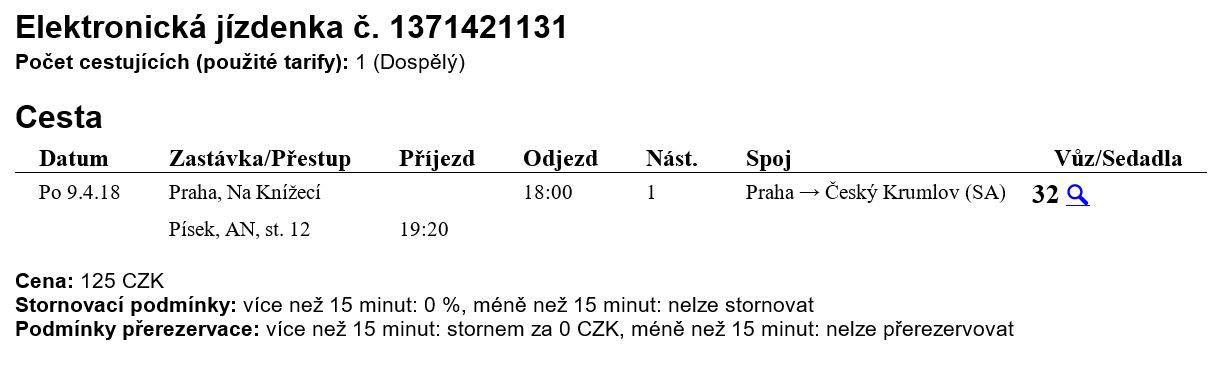 Elektronická jízdenka č. 1371421131
Počet cestujících (použité tarify): 1 (Dospělý)
Cesta
Datum Zastávka/Přestup Příjezd Odjezd Nást. Spoj Vůz/Sedadla
Po 9.4.18 Praha, Na Knížecí 18:00 1 Praha → Český Krumlov (SA) 32
Písek, AN, st. 12 19:20
Cena: 125 CZK
Stornovací podmínky: více než 15 minut: 0 %, méně než 15 minut: nelze stornovat
Podmínky přerezervace: více než 15 minut: stornem za 0 CZK, méně než 15 minut: nelze přerezervovat